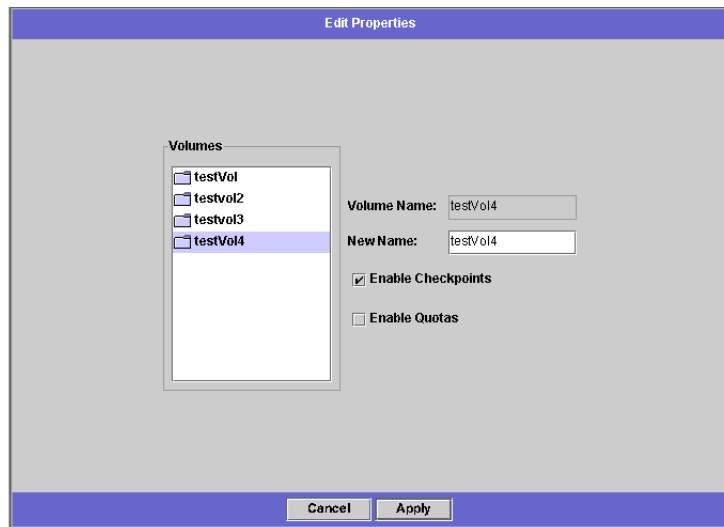 Edit Properties
Volumes
testVol
testvol2
testvol3
testVol4
Volume Name: testVol4
New Name: testVol4
Enable Checkpoints
Enable Quotas
Cancel Apply